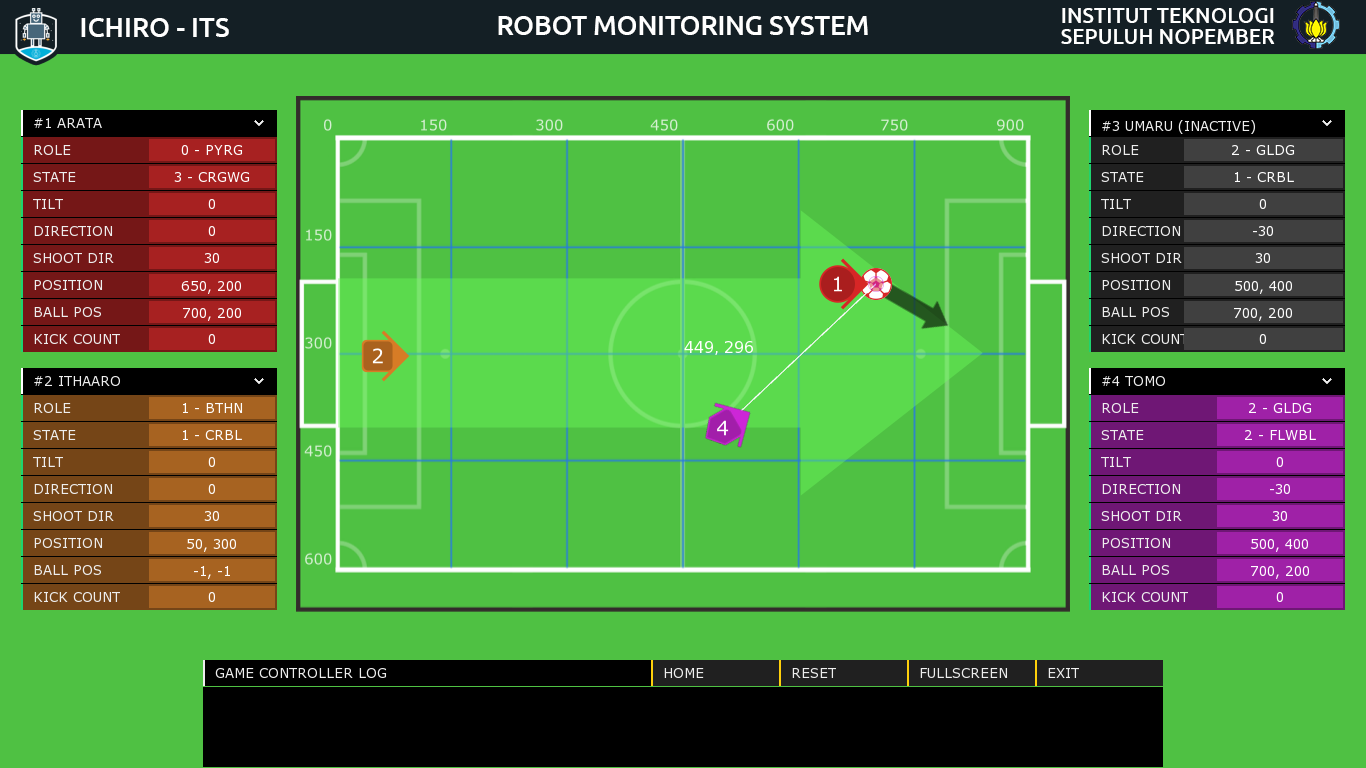 ICHIRO - ITS
ROBOT MONITORING SYSTEM
INSTITUT TEKNOLOGI
SEPULUH NOPEMBER
#1 ARATA
ROLE 0 - PYRG
STATE 3 - CRGWG
TILT 0
DIRECTION 0
SHOOT DIR 30
POSITION 650, 200
BALL POS 700, 200
KICK COUNT 0
#2 ITHAARO
ROLE 1 - BTHN
STATE 1 - CRBL
TILT 0
DIRECTION 0
SHOOT DIR 30
POSITION 50, 300
BALL POS -1, -1
KICK COUNT 0
0 150 300 450 600 750 900
150
300
450
600
1
2
449, 296
4
#3 UMARU (INACTIVE)
ROLE 2 - GLDG
STATE 1 - CRBL
TILT 0
DIRECTION -30
SHOOT DIR 30
POSITION 500, 400
BALL POS 700, 200
KICK COUNT 0
#4 TOMO
ROLE 2 - GLDG
STATE 2 - FLWBL
TILT 0
DIRECTION -30
SHOOT DIR 30
POSITION 500, 400
BALL POS 700, 200
KICK COUNT 0
GAME CONTROLLER LOG HOME RESET FULLSCREEN EXIT